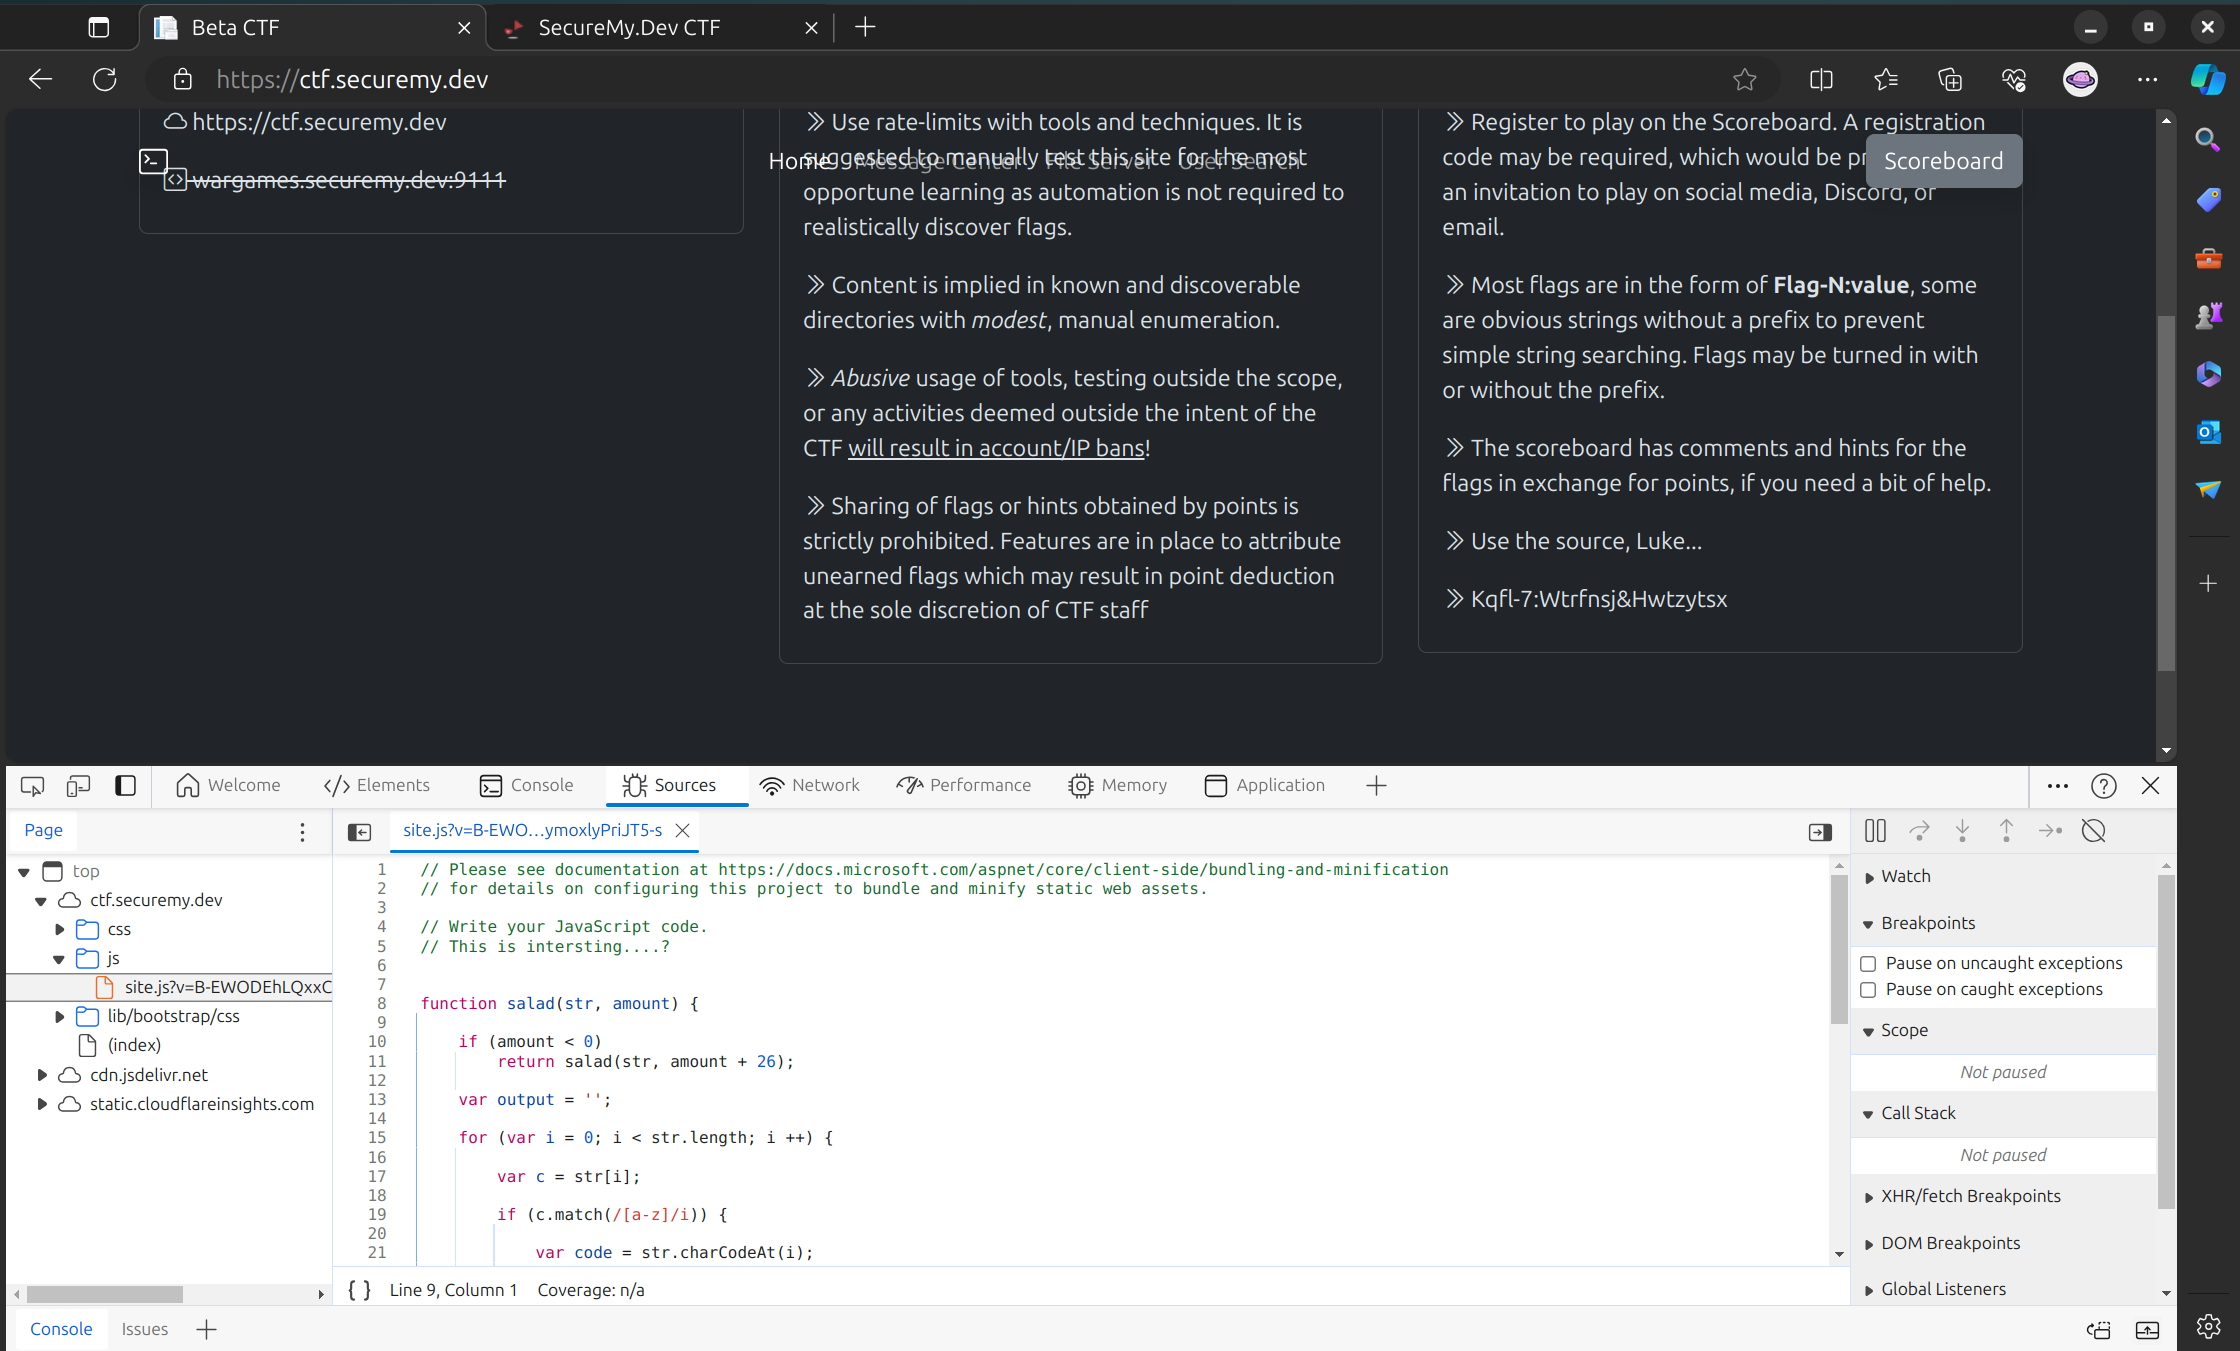 Beta CTF
SecureMy.Dev CTF
https://ctf.securemy.dev
https://ctf.securemy.dev
wargames.securemy.dev:9111
Home Message Center File Server User Search
Scoreboard
Use rate-limits with tools and techniques. It is
suggested to manually test this site for the most
opportune learning as automation is not required to
realistically discover flags.
Content is implied in known and discoverable
directories with modest, manual enumeration.
Abusive usage of tools, testing outside the scope,
or any activities deemed outside the intent of the
CTF will result in account/IP bans!
Sharing of flags or hints obtained by points is
strictly prohibited. Features are in place to attribute
unearned flags which may result in point deduction
at the sole discretion of CTF staff
Register to play on the Scoreboard. A registration
code may be required, which would be
an invitation to play on social media, Discord, or
email.
Most flags are in the form of Flag-N:value, some
are obvious strings without a prefix to prevent
simple string searching. Flags may be turned in with
or without the prefix.
The scoreboard has comments and hints for the
flags in exchange for points, if you need a bit of help.
Use the source, Luke...
Kqfl-7:Wtrfnsj&Hwtzytsx
Welcome
Elements
Console
Sources
Network
Performance
Memory
Application
Page
top
ctf.securemy.dev
css
js
site.js?v=B-EWODEhLQxxC
lib/bootstrap/css
(index)
cdn.jsdelivr.net
static.cloudflareinsights.com
site.js?v=B-EWO...ymoxlyPriJT5-s
1 // Please see documentation at https://docs.microsoft.com/aspnet/core/client-side/bundling-and-minification
2 // for details on configuring this project to bundle and minify static web assets.
3
4 // Write your JavaScript code.
5 // This is intersting....?
6
7
8 function salad(str, amount) {
9
10 if (amount < 0)
11 return salad(str, amount + 26);
12
13 var output = '';
14
15 for (var i = 0; i < str.length; i ++) {
16
17 var c = str[i];
18
19 if (c.match(/[a-z]/i)) {
20
21 var code = str.charCodeAt(i);
{ } Line 9, Column 1 Coverage: n/a
Watch
Breakpoints
Pause on uncaught exceptions
Pause on caught exceptions
Scope
Not paused
Call Stack
Not paused
XHR/fetch Breakpoints
DOM Breakpoints
Global Listeners
Console
Issues